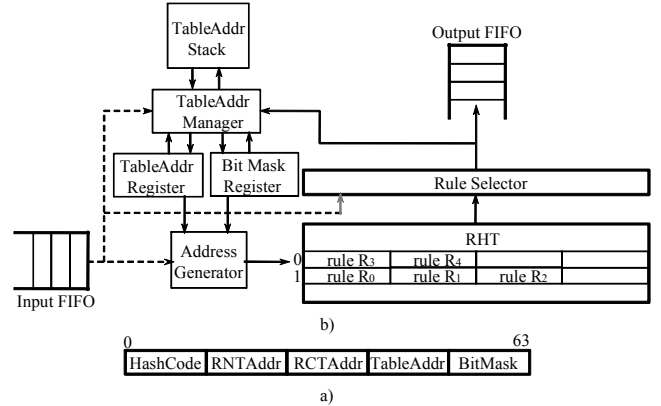 TableAddr
Stack
Output FIFO
TableAddr
Manager
TableAddr
Register
Bit Mask
Register
Rule Selector
Address
Generator
RHT
0 rule R3 rule R4
1 rule R0 rule R1 rule R2
Input FIFO
b)
0 63
HashCode RNTAddr RCTAddr TableAddr BitMask
a)